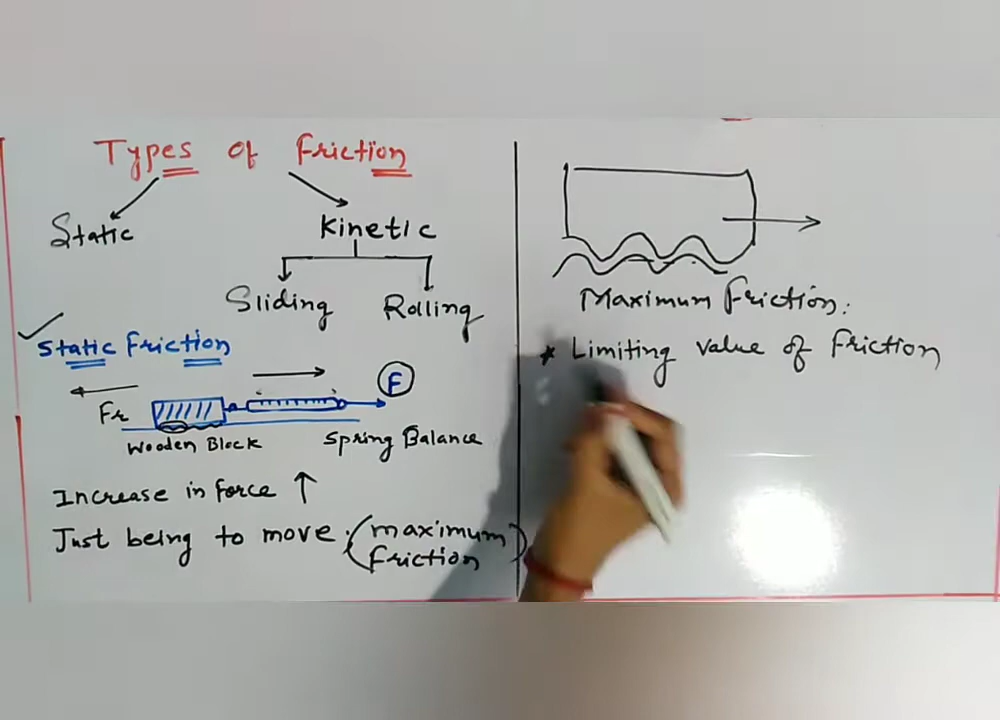 Types of friction
Static
Kinetic
Sliding
Rolling
Static friction
Fr
F
Wooden Block
Spring Balance
Increase in force ↑
Just being to move. (maximum
friction)
Maximum friction.
* Limiting value of friction